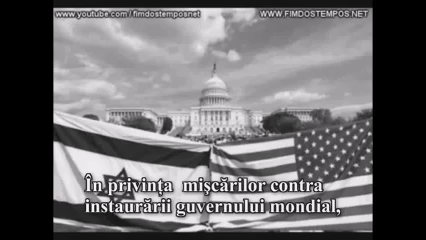 www.youtube.com / fimdostemposnet
WWW.FIMDOSTEMPOS.NET
În privința mișcărilor contra
instaurării guvernului mondial,